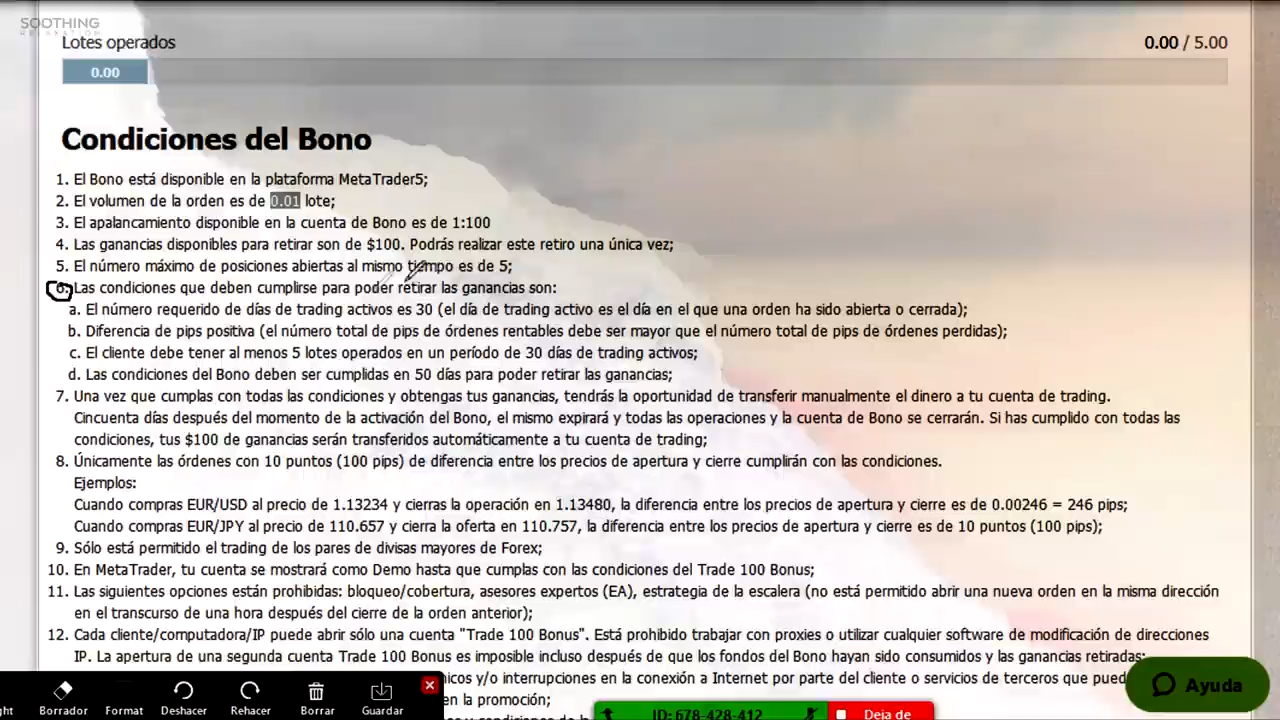 SOOTHING
RELAXATION
Lotes operados
0.00 / 5.00
0.00
Condiciones del Bono
1. El Bono está disponible en la plataforma MetaTrader5;
2. El volumen de la orden es de 0.01 lote;
3. El apalancamiento disponible en la cuenta de Bono es de 1:100
4. Las ganancias disponibles para retirar son de $100. Podrás realizar este retiro una única vez;
5. El número máximo de posiciones abiertas al mismo tiempo es de 5;
6. Las condiciones que deben cumplirse para poder retirar las ganancias son:
a. El número requerido de días de trading activos es 30 (el día de trading activo es el día en el que una orden ha sido abierta o cerrada);
b. Diferencia de pips positiva (el número total de pips de órdenes rentables debe ser mayor que el número total de pips de órdenes perdidas);
c. El cliente debe tener al menos 5 lotes operados en un período de 30 días de trading activos;
d. Las condiciones del Bono deben ser cumplidas en 50 días para poder retirar las ganancias;
7. Una vez que cumplas con todas las condiciones y obtengas tus ganancias, tendrás la oportunidad de transferir manualmente el dinero a tu cuenta de trading.
Cincuenta días después del momento de la activación del Bono, el mismo expirará y todas las operaciones y la cuenta de Bono se cerrarán. Si has cumplido con todas las
condiciones, tus $100 de ganancias serán transferidos automáticamente a tu cuenta de trading;
8. Únicamente las órdenes con 10 puntos (100 pips) de diferencia entre los precios de apertura y cierre cumplirán con las condiciones.
Ejemplos:
Cuando compras EUR/USD al precio de 1.13234 y cierras la operación en 1.13480, la diferencia entre los precios de apertura y cierre es de 0.00246 = 246 pips;
Cuando compras EUR/JPY al precio de 110.657 y cierra la oferta en 110.757, la diferencia entre los precios de apertura y cierre es de 10 puntos (100 pips);
9. Sólo está permitido el trading de los pares de divisas mayores de Forex;
10. En MetaTrader, tu cuenta se mostrará como Demo hasta que cumplas con las condiciones del Trade 100 Bonus;
11. Las siguientes opciones están prohibidas: bloqueo/cobertura, asesores expertos (EA), estrategia de la escalera (no está permitido abrir una nueva orden en la misma dirección
en el transcurso de una hora después del cierre de la orden anterior);
12. Cada cliente/computadora/IP puede abrir sólo una cuenta "Trade 100 Bonus". Está prohibido trabajar con proxies o utilizar cualquier software de modificación de direcciones
IP. La apertura de una segunda cuenta Trade 100 Bonus es imposible incluso después de que los fondos del Bono hayan sido consumidos y las ganancias retiradas;
nicos y/o interrupciones en la conexión a Internet por parte del cliente o servicios de terceros que pued
en la promoción;
Ayuda
ght Borrador Format Deshacer Rehacer Borrar Guardar
ID: 678-428-412 Deja de